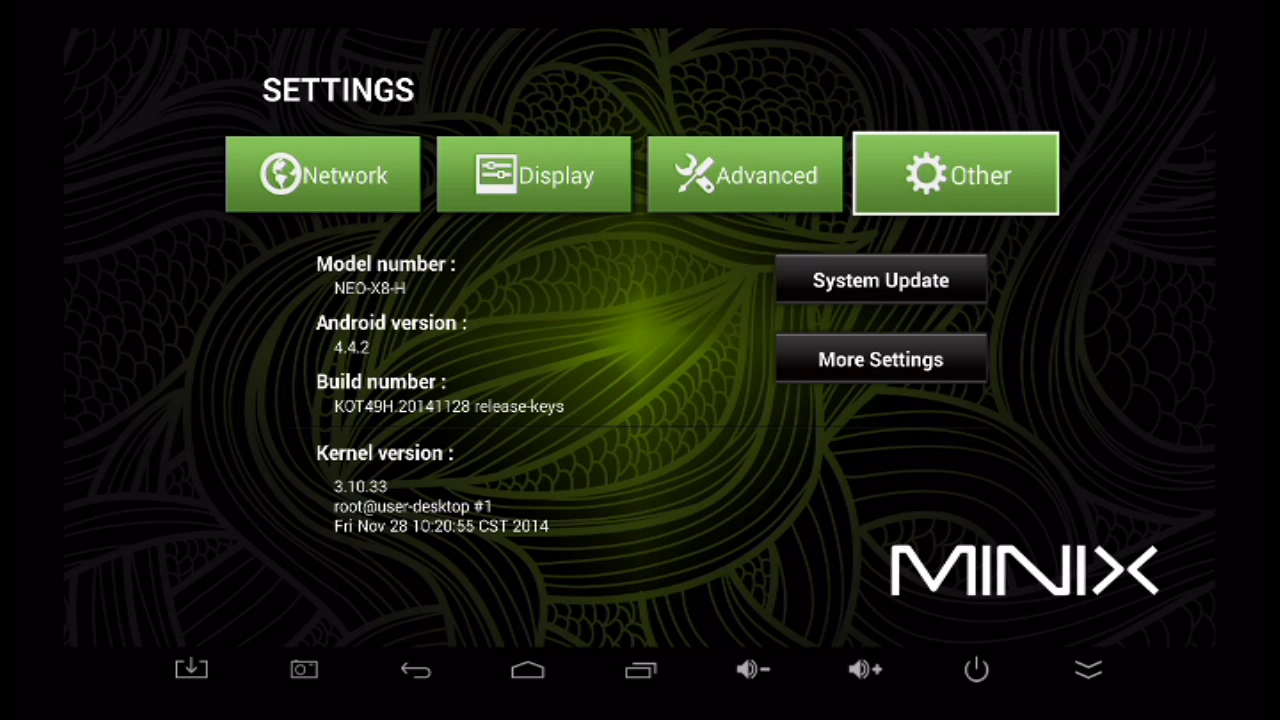 SETTINGS
Network
Display
Advanced
Other
Model number :
NEO-X8-H
Android version :
4.4.2
Build number :
KOT49H.20141128 release-keys
Kernel version :
3.10.33
root@user-desktop #1
Fri Nov 28 10:20:55 CST 2014
System Update
More Settings
MINIX